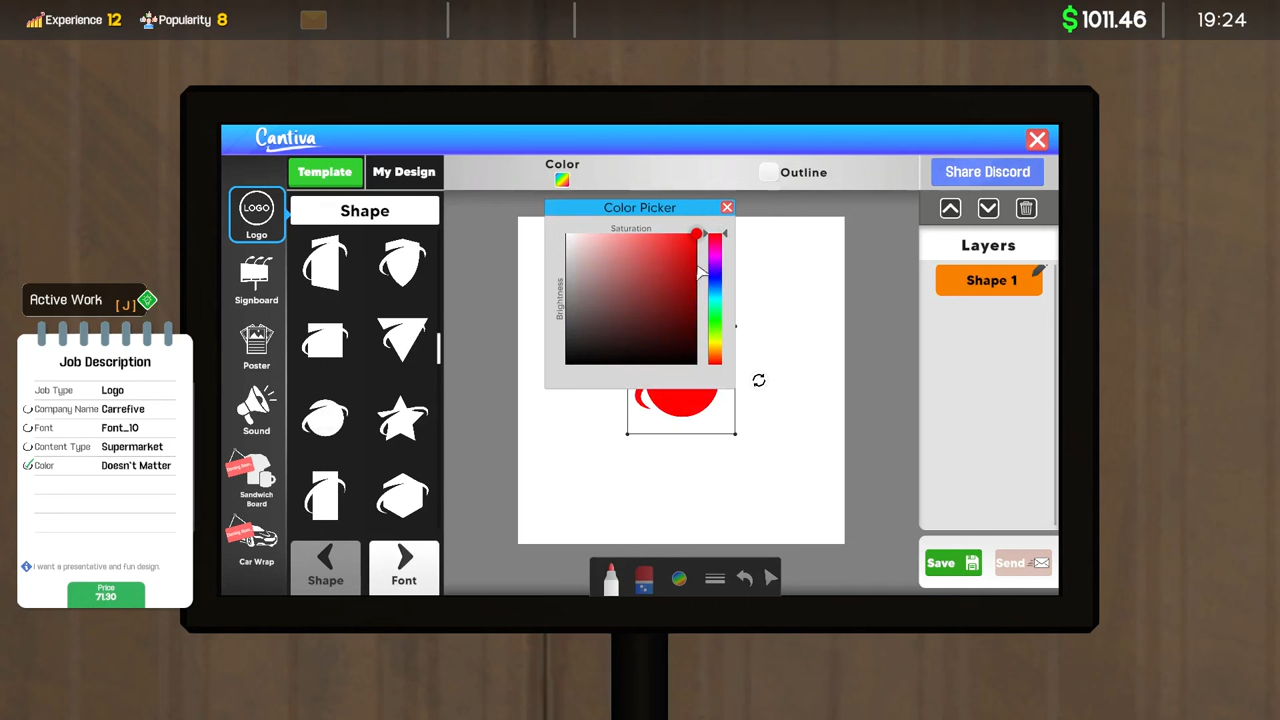 Experience 12
Popularity 8
$ 1011.46
19:24
Cantiva
Template
My Design
Color
Outline
Share Discord
LOGO
Logo
Shape
Color Picker
Saturation
Brightness
Layers
Shape 1
Signboard
Poster
Sound
Sandwich
Board
Car Wrap
Shape
Font
Save
Send
Active Work
[J]
Job Description
Job Type Logo
Company Name Carrefive
Font Font_10
Content Type Supermarket
Color Doesn't Matter
I want a presentative and fun design.
Price
71.30